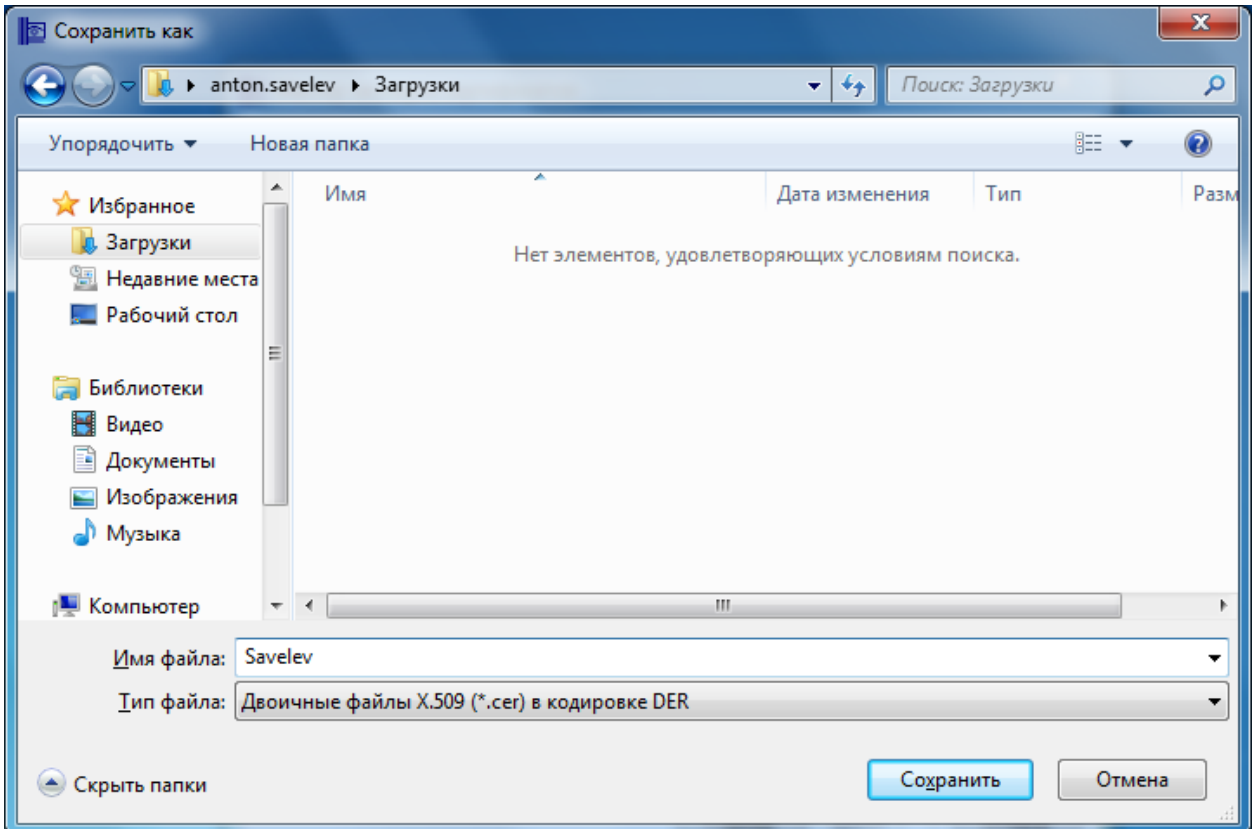 Сохранить как
anton.savelev Загрузки
Поиск: Загрузки
Упорядочить Новая папка
Имя Дата изменения Тип Разм
Нет элементов, удовлетворяющих условиям поиска.
Избранное
Загрузки
Недавние места
Рабочий стол
Библиотеки
Видео
Документы
Изображения
Музыка
Компьютер
Имя файла: Savelev
Тип файла: Двоичные файлы X.509 (*.cer) в кодировке DER
Скрыть папки
Сохранить Отмена